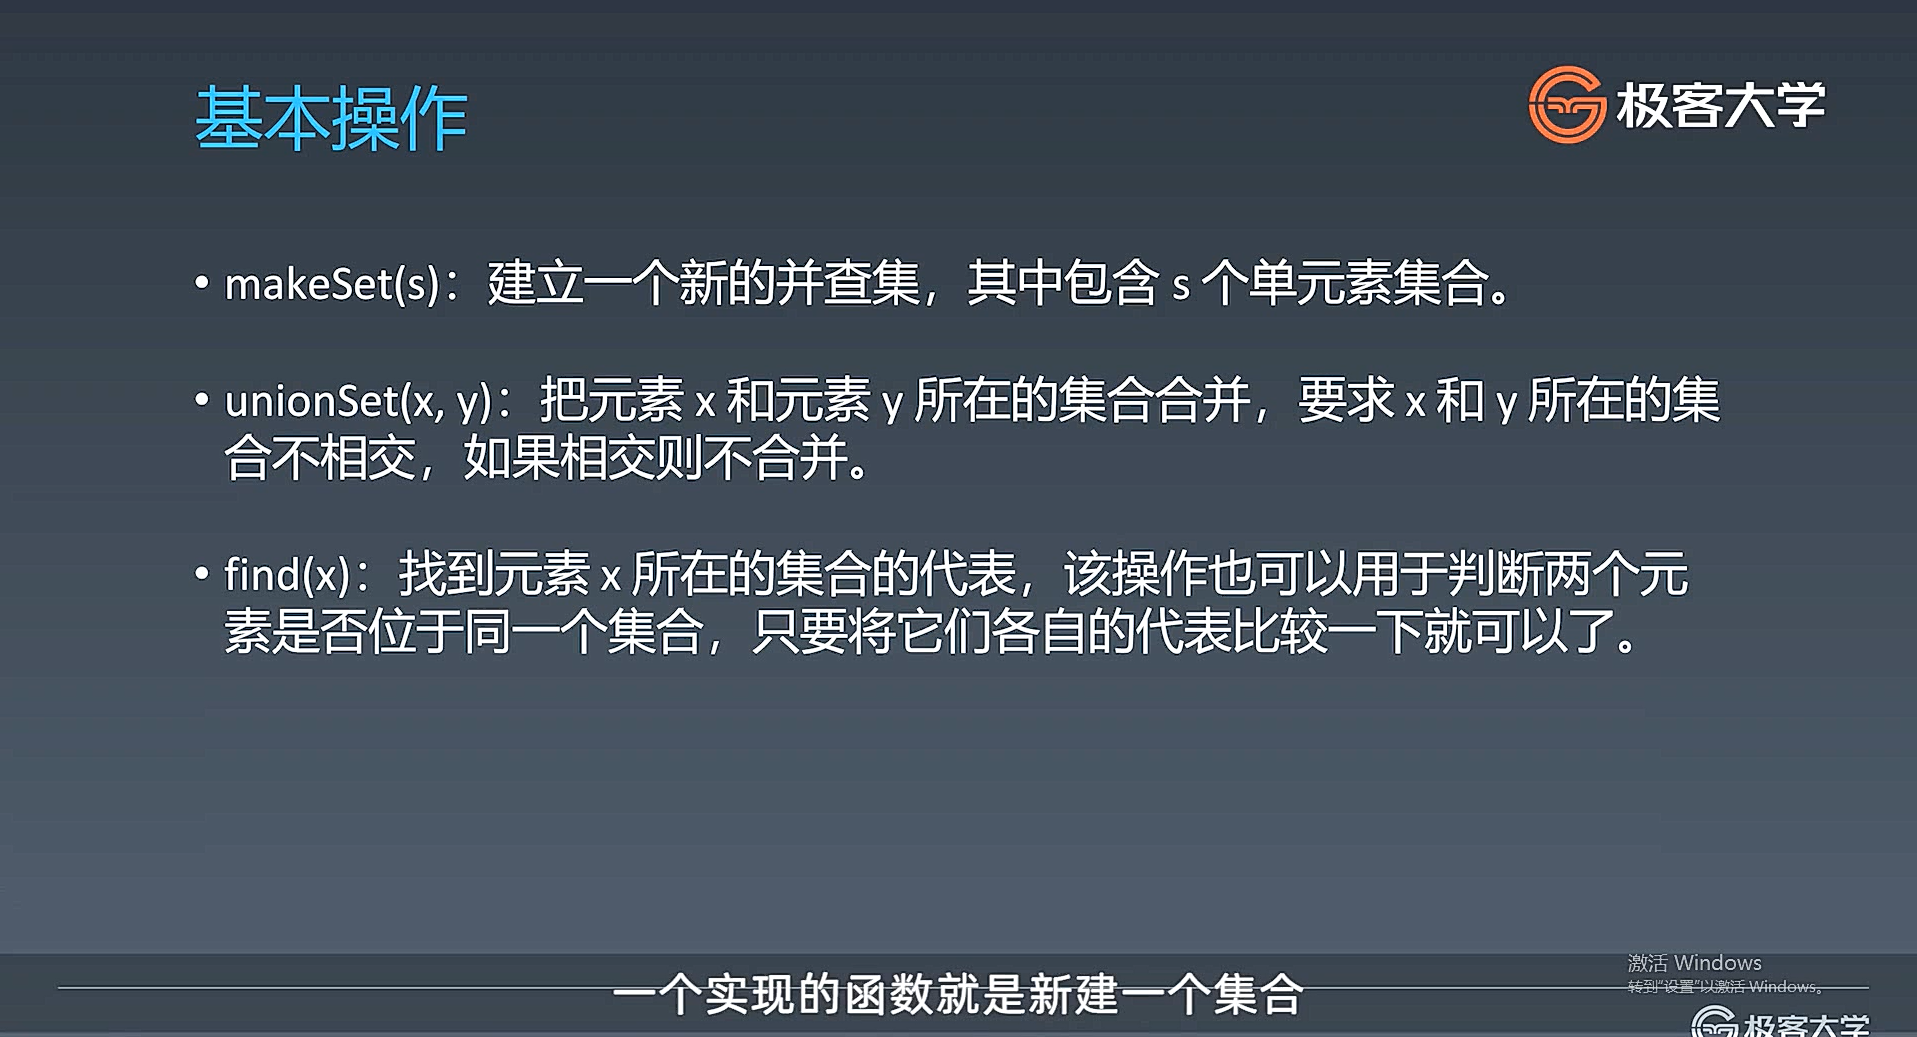 基本操作
极客大学
• makeSet(s)：建立一个新的并查集，其中包含 s 个单元素集合。
• unionSet(x, y)：把元素 x 和元素 y 所在的集合合并，要求 x 和 y 所在的集
合不相交，如果相交则不合并。
• find(x)：找到元素 x 所在的集合的代表，该操作也可以用于判断两个元
素是否位于同一个集合，只要将它们各自的代表比较一下就可以了。
激活 Windows
转到“设置”以激活 Windows。
一个实现的函数就是新建一个集合
极客大学